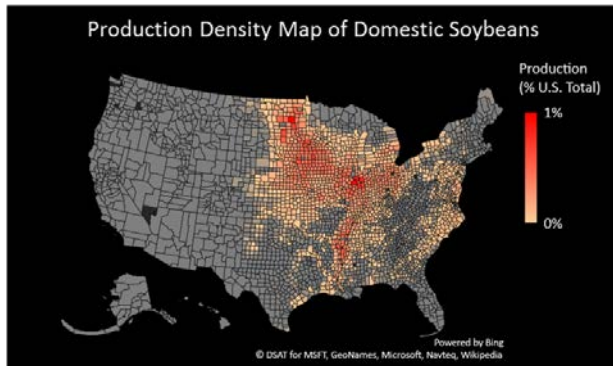 Production Density Map of Domestic Soybeans
Production
(% U.S. Total)
1%
0%
Powered by Bing
© DSAT for MSFT, GeoNames, Microsoft, Navteq, Wikipedia